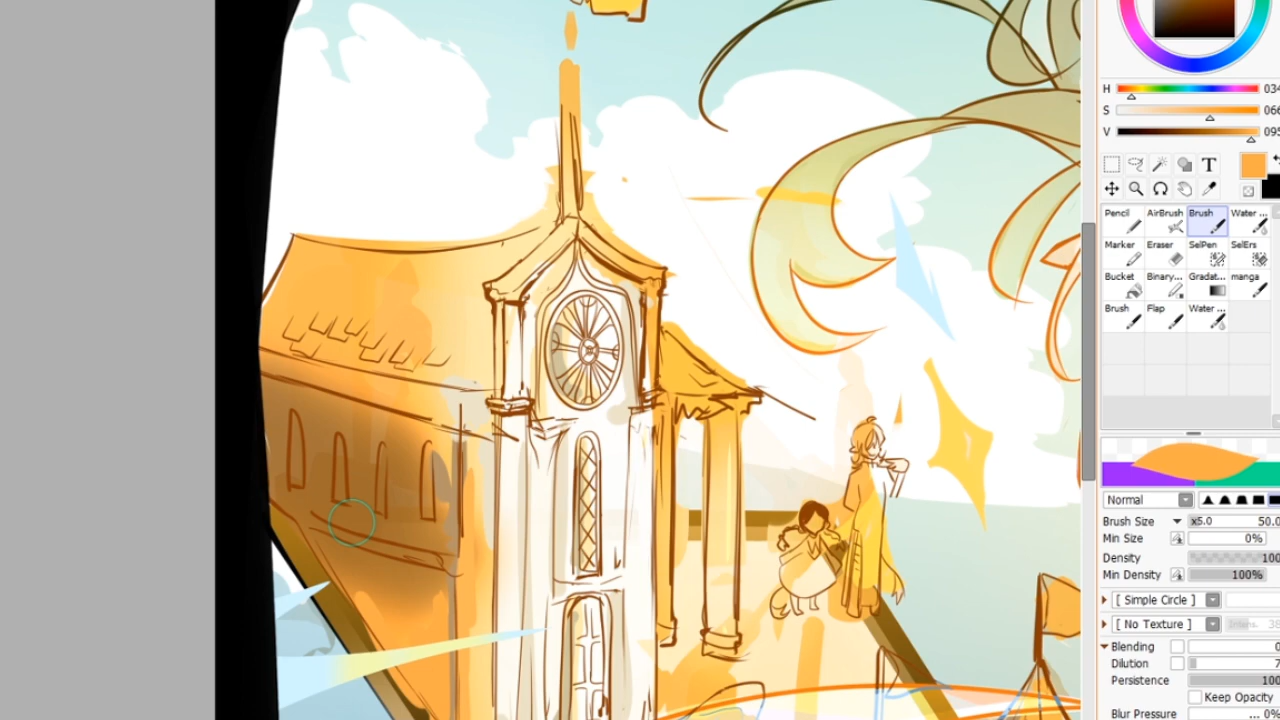 H 034
S 066
V 095
T
Pencil AirBrush Brush Water ...
Marker Eraser SelPen SelErs
Bucket Binary... Gradat... manga
Brush Flap Water ...
Normal
Brush Size x5.0 50.0
Min Size 0%
Density 100
Min Density 100%
[ Simple Circle ]
[ No Texture ]
Blending 0
Dilution 7
Persistence 100
Keep Opacity
Blur Pressure ... 0%